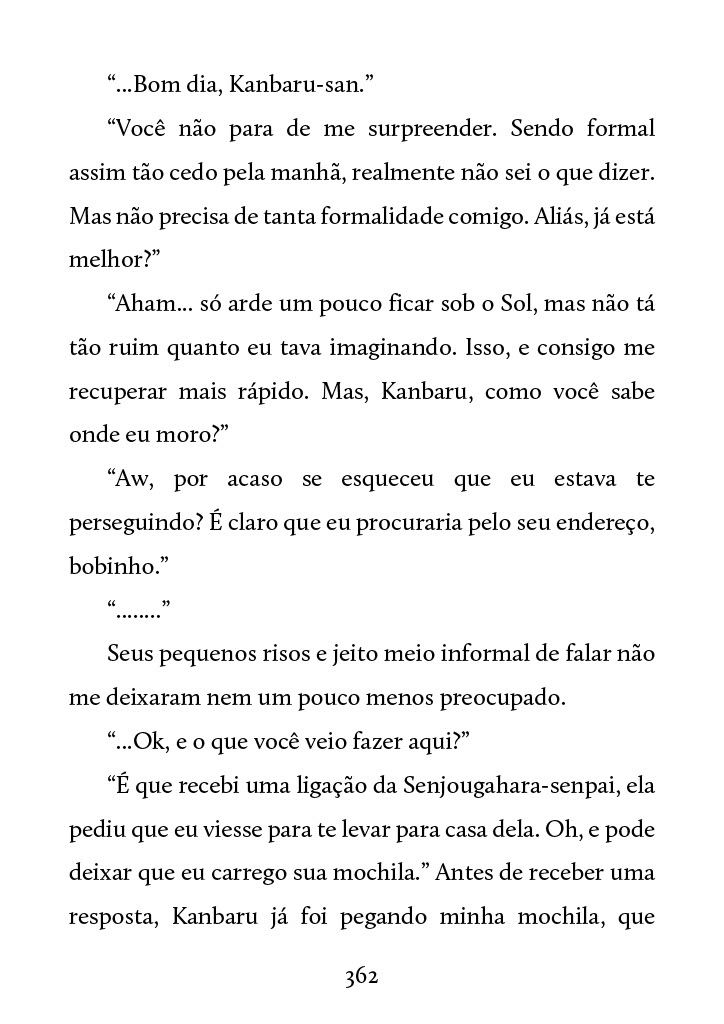 “...Bom dia, Kanbaru-san.”
“Você não para de me surpreender. Sendo formal
assim tão cedo pela manhã, realmente não sei o que dizer.
Mas não precisa de tanta formalidade comigo. Aliás, já está
melhor?”
“Aham... só arde um pouco ficar sob o Sol, mas não tá
tão ruim quanto eu tava imaginando. Isso, e consigo me
recuperar mais rápido. Mas, Kanbaru, como você sabe
onde eu moro?”
“Aw, por acaso se esqueceu que eu estava te
perseguindo? É claro que eu procuraria pelo seu endereço,
bobinho.”
“........”
Seus pequenos risos e jeito meio informal de falar não
me deixaram nem um pouco menos preocupado.
“...Ok, e o que você veio fazer aqui?”
“É que recebi uma ligação da Senjougahara-senpai, ela
pediu que eu viesse para te levar para casa dela. Oh, e pode
deixar que eu carrego sua mochila.” Antes de receber uma
resposta, Kanbaru já foi pegando minha mochila, que
362